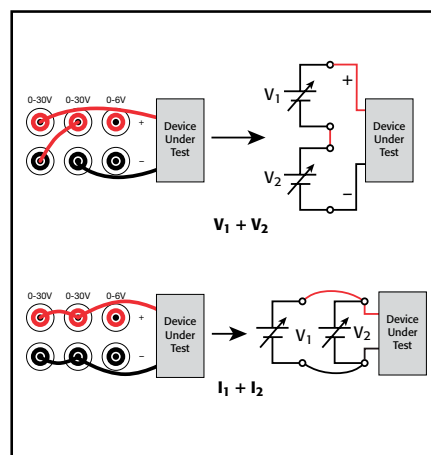 0-30V 0-30V 0-6V
+
–
Device
Under
Test
V1
V2
+
–
Device
Under
Test
V1 + V2
0-30V 0-30V 0-6V
+
–
Device
Under
Test
V1
V2
Device
Under
Test
I1 + I2